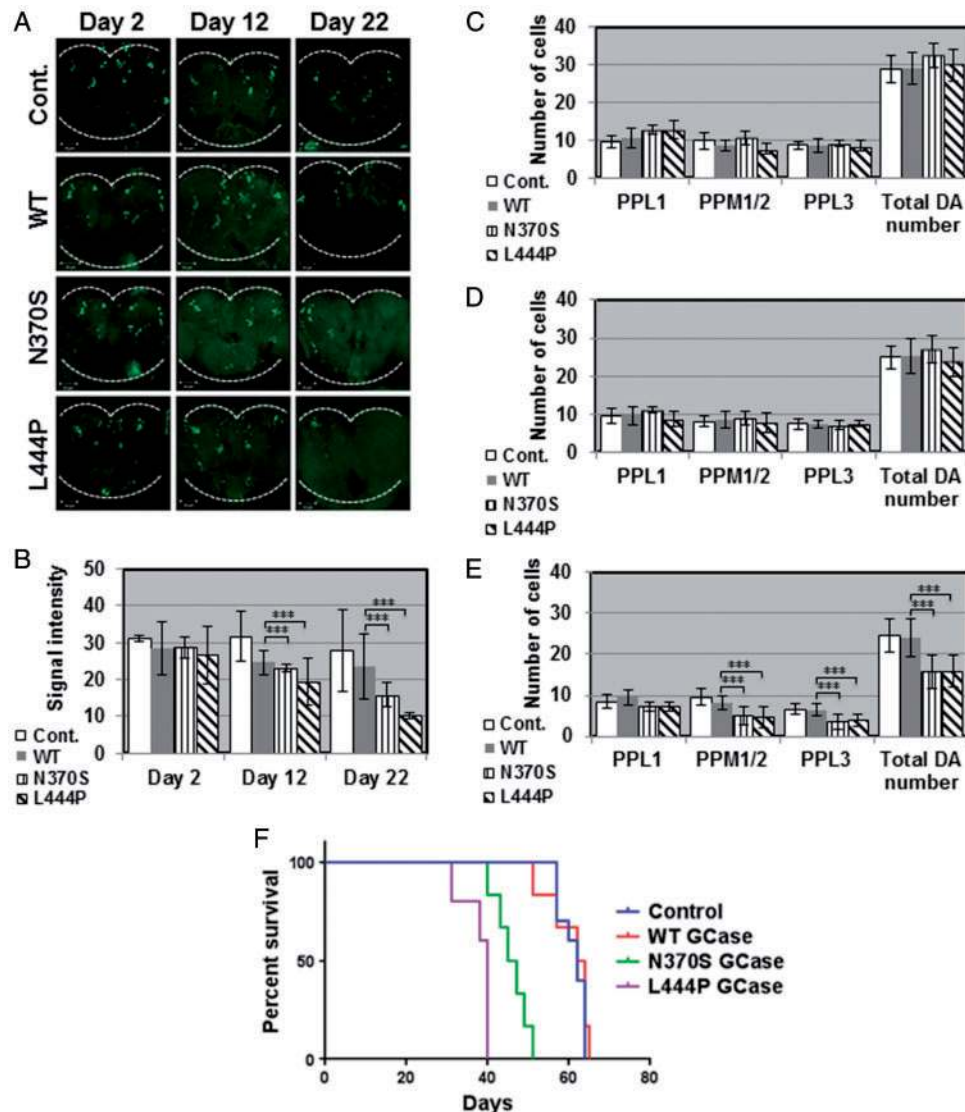 A
Day 2 Day 12 Day 22
Cont.
WT
N370S
L444P
B
Signal intensity
50
40
30
20
10
0
***
***
***
***
Day 2 Day 12 Day 22
Cont.
WT
N370S
L444P
C
Number of cells
40
30
20
10
0
PPL1 PPM1/2 PPL3 Total DA
number
Cont.
WT
N370S
L444P
D
Number of cells
40
30
20
10
0
PPL1 PPM1/2 PPL3 Total DA
number
Cont.
WT
N370S
L444P
E
Number of cells
40
30
20
10
0
***
***
***
***
***
***
PPL1 PPM1/2 PPL3 Total DA
number
Cont.
WT
N370S
L444P
F
Percent survival
100
50
0
0 20 40 60 80
Days
Control
WT GCase
N370S GCase
L444P GCase